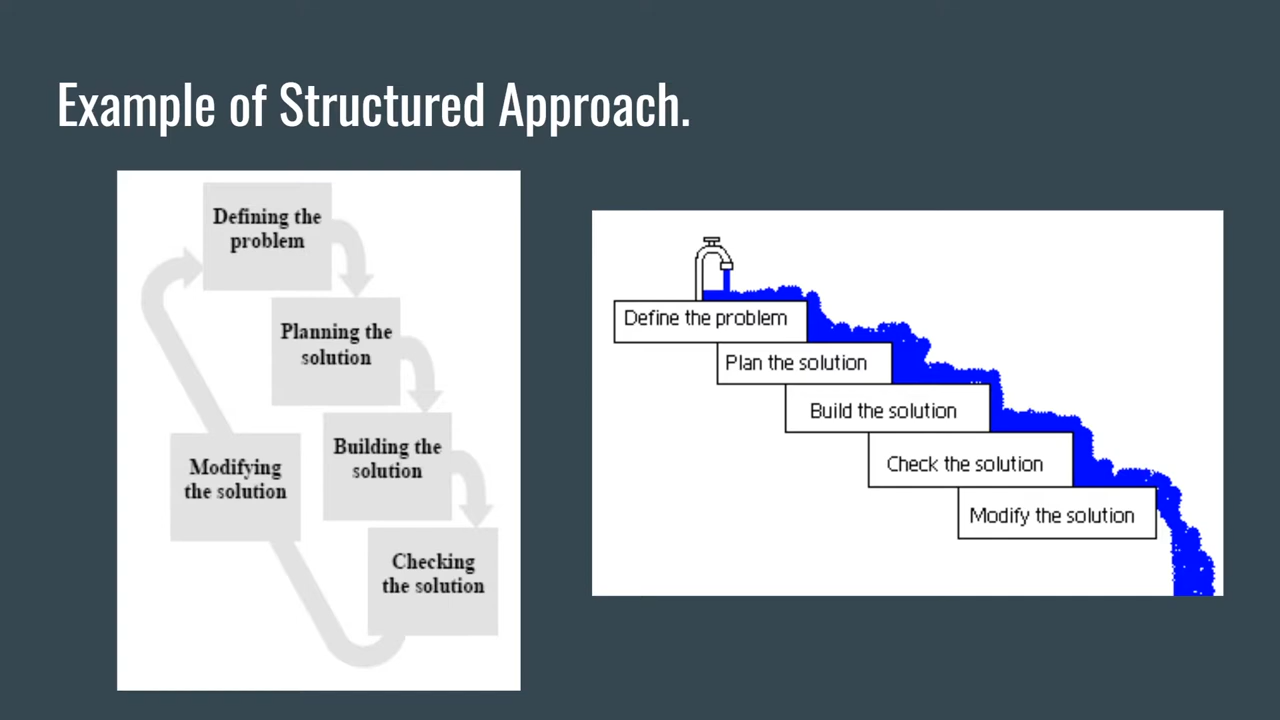 Example of Structured Approach.
Defining the
problem
Planning the
solution
Building the
solution
Checking
the solution
Modifying
the solution
Define the problem
Plan the solution
Build the solution
Check the solution
Modify the solution